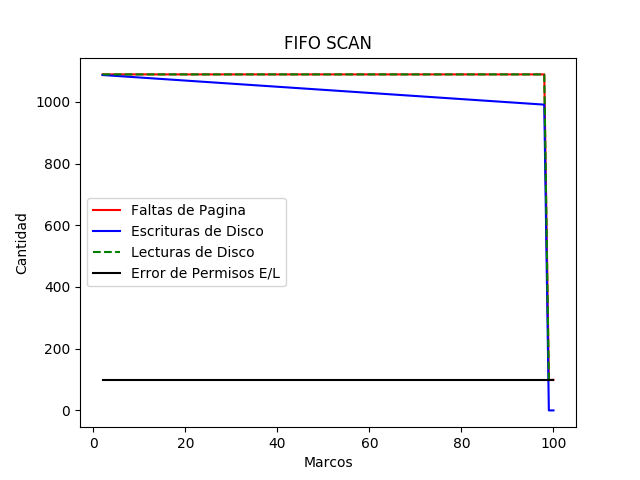 FIFO SCAN
Cantidad
1000
800
600
400
200
0
Faltas de Pagina
Escrituras de Disco
Lecturas de Disco
Error de Permisos E/L
0 20 40 60 80 100
Marcos